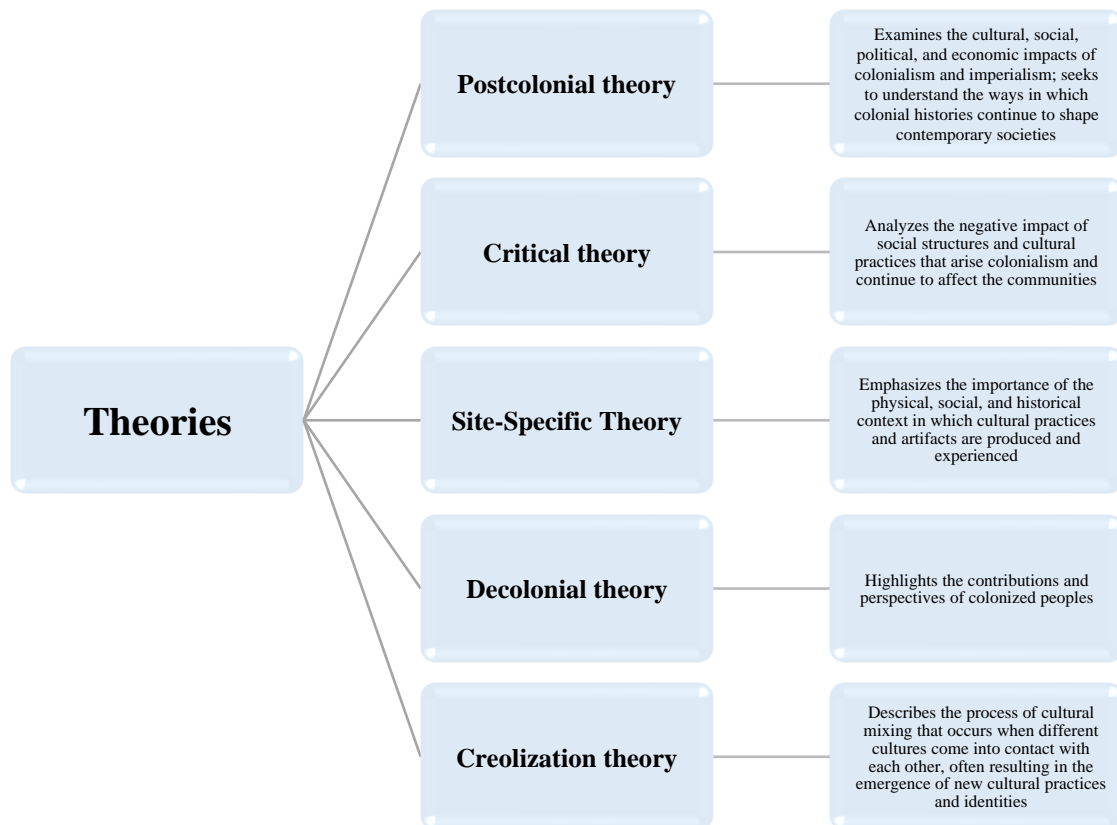 Theories
Postcolonial theory
Examines the cultural, social,
political, and economic impacts of
colonialism and imperialism; seeks
to understand the ways in which
colonial histories continue to shape
contemporary societies
Critical theory
Analyzes the negative impact of
social structures and cultural
practices that arise colonialism and
continue to affect the communities
Site-Specific Theory
Emphasizes the importance of the
physical, social, and historical
context in which cultural practices
and artifacts are produced and
experienced
Decolonial theory
Highlights the contributions and
perspectives of colonized peoples
Creolization theory
Describes the process of cultural
mixing that occurs when different
cultures come into contact with
each other, often resulting in the
emergence of new cultural practices
and identities